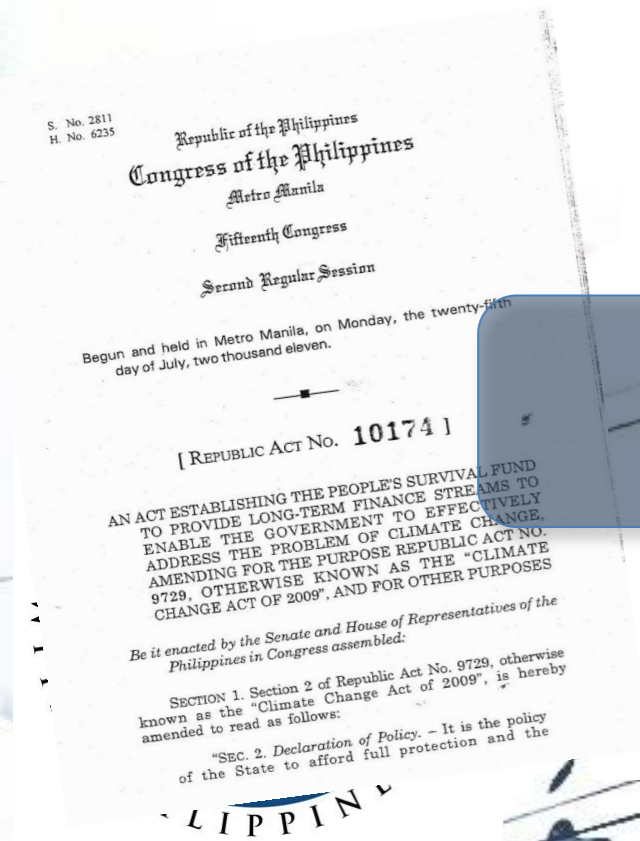 S. No. 2811
H. No. 6235
Republic of the Philippines
Congress of the Philippines
Metro Manila
Fifteenth Congress
Second Regular Session
Begun and held in Metro Manila, on Monday, the twenty-fifth
day of July, two thousand eleven.
[ REPUBLIC ACT NO. 10174 ]
AN ACT ESTABLISHING THE PEOPLE'S SURVIVAL FUND
TO PROVIDE LONG-TERM FINANCE STREAMS TO
ENABLE THE GOVERNMENT TO EFFECTIVELY
ADDRESS THE PROBLEM OF CLIMATE CHANGE,
AMENDING FOR THE PURPOSE REPUBLIC ACT NO.
9729, OTHERWISE KNOWN AS THE "CLIMATE
CHANGE ACT OF 2009", AND FOR OTHER PURPOSES
Be it enacted by the Senate and House of Representatives of the
Philippines in Congress assembled:
SECTION 1. Section 2 of Republic Act No. 9729, otherwise
known as the "Climate Change Act of 2009", is hereby
amended to read as follows:
"SEC. 2. Declaration of Policy. – It is the policy
of the State to afford full protection and the
LIPPIN